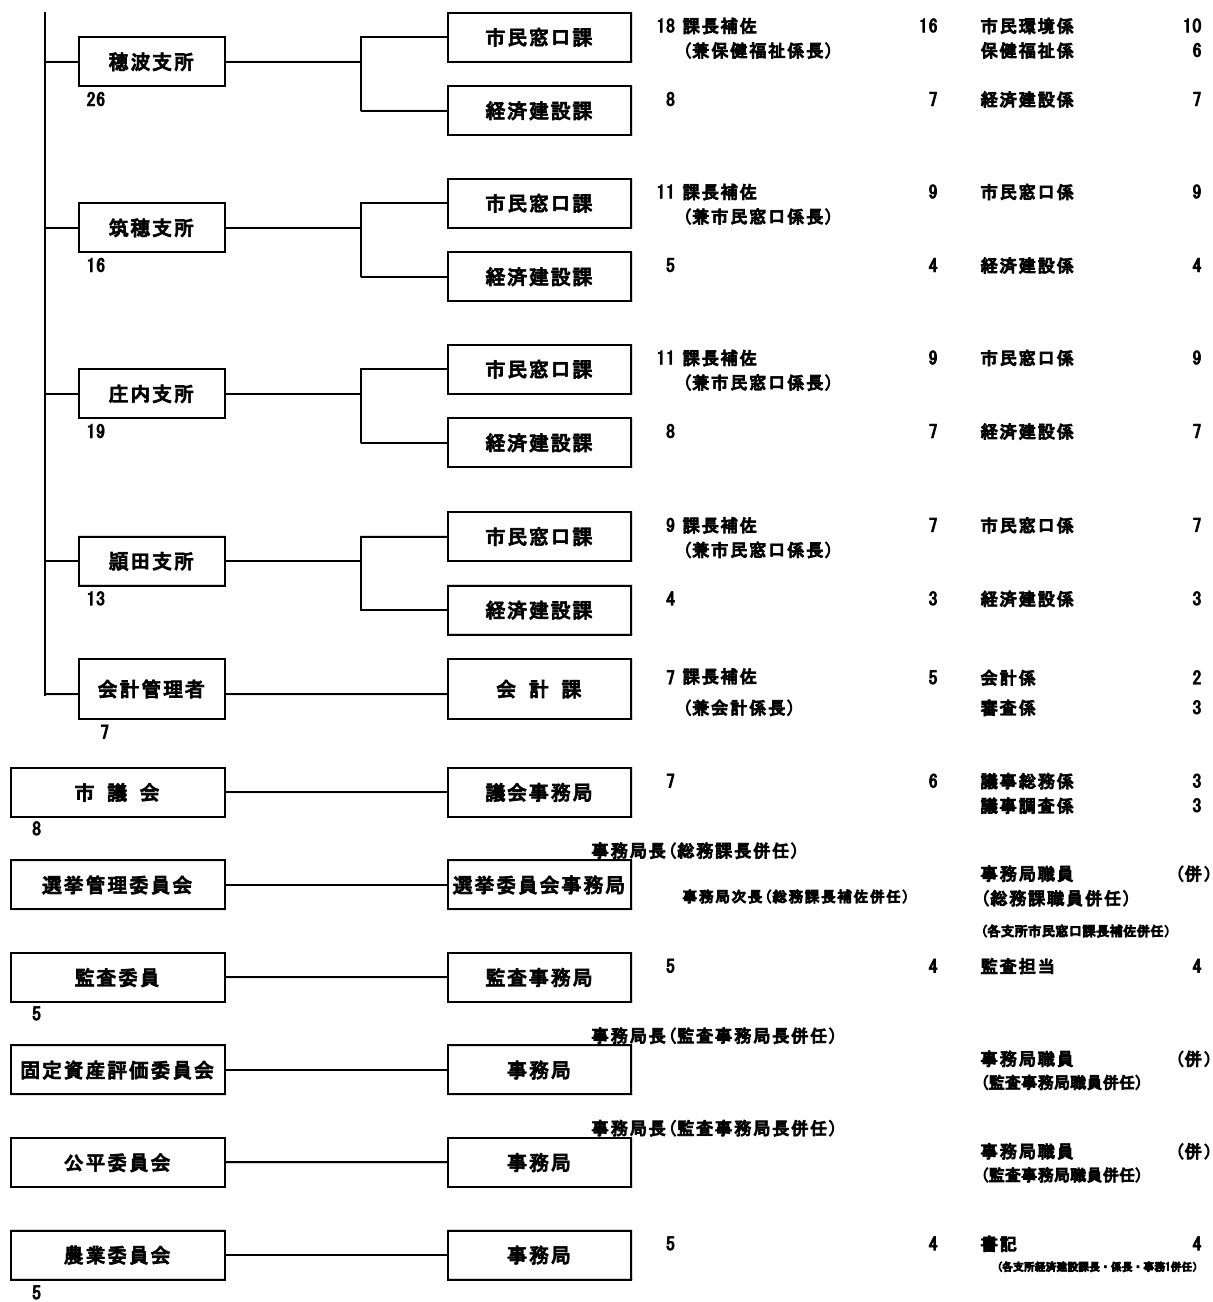 市民窓口課 18 課長補佐 16 市民環境係 10
(兼保健福祉係長) 保健福祉係 6
穂波支所
26
経済建設課 8 7 経済建設係 7
市民窓口課 11 課長補佐 9 市民窓口係 9
(兼市民窓口係長)
筑穂支所
16
経済建設課 5 4 経済建設係 4
市民窓口課 11 課長補佐 9 市民窓口係 9
(兼市民窓口係長)
庄内支所
19
経済建設課 8 7 経済建設係 7
市民窓口課 9 課長補佐 7 市民窓口係 7
(兼市民窓口係長)
頴田支所
13
経済建設課 4 3 経済建設係 3
会計管理者 会計課 7 課長補佐 5 会計係 2
(兼会計係長) 審査係 3
7
市議会 議会事務局 7 6 議事総務係 3
議事調査係 3
8
事務局長(総務課長併任)
選挙管理委員会 選挙委員会事務局 事務局職員 (併)
事務局次長(総務課長補佐併任) (総務課職員併任)
(各支所市民窓口課長補佐併任)
監査委員 監査事務局 5 4 監査担当 4
5
事務局長(監査事務局長併任)
固定資産評価委員会 事務局 事務局職員 (併)
(監査事務局職員併任)
事務局長(監査事務局長併任)
公平委員会 事務局 事務局職員 (併)
(監査事務局職員併任)
農業委員会 事務局 5 4 書記 4
(各支所経済建設課長・係長・事務1併任)
5